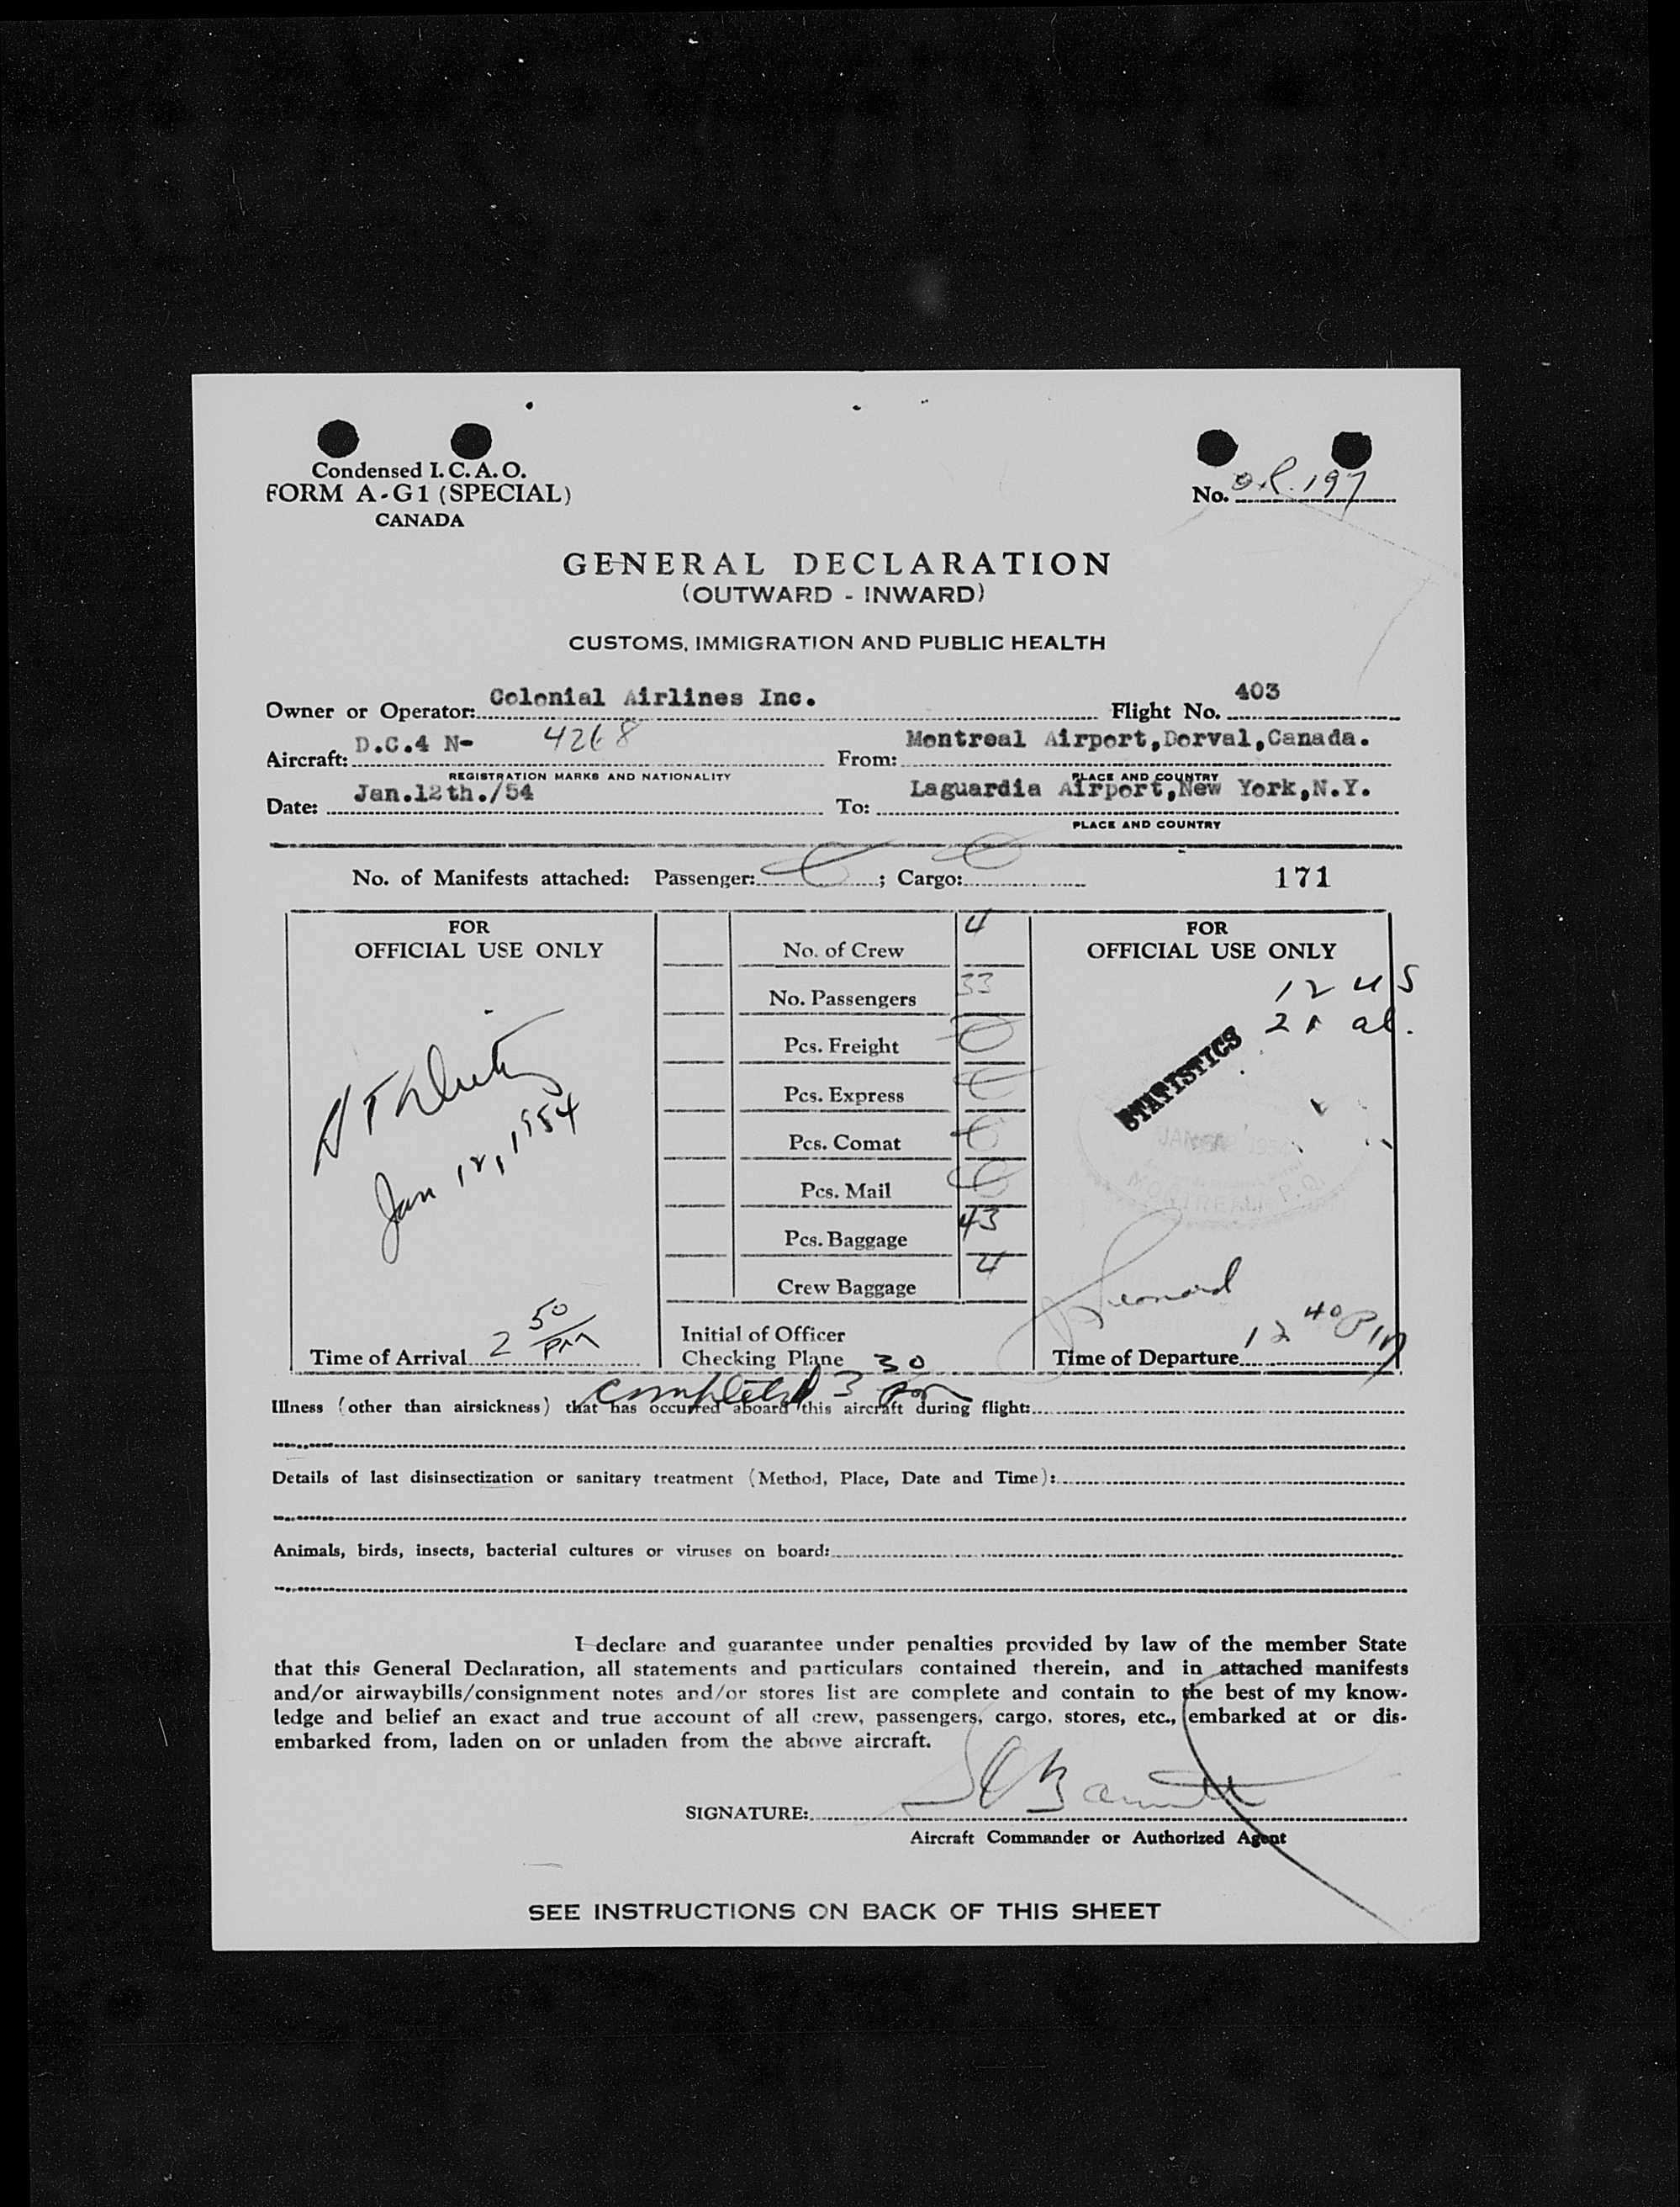 Condensed I.C.A.O.
FORM A-G1 (SPECIAL)
CANADA
No. 197
GENERAL DECLARATION
(OUTWARD - INWARD)
CUSTOMS, IMMIGRATION AND PUBLIC HEALTH
Owner or Operator: Colonial Airlines Inc. Flight No. 403
Aircraft: D.C.4 N- 4268 From: Montreal Airport,Dorval,Canada.
REGISTRATION MARKS AND NATIONALITY PLACE AND COUNTRY
Date: Jan.12th./54 To: Laguardia Airport,New York,N.Y.
PLACE AND COUNTRY
No. of Manifests attached: Passenger: ; Cargo: 171
FOR
OFFICIAL USE ONLY
Jan 12, 1954
Time of Arrival 2 50 PM
No. of Crew 4
No. Passengers 33
Pcs. Freight
Pcs. Express
Pcs. Comat
Pcs. Mail
Pcs. Baggage 43
Crew Baggage 4
Initial of Officer
Checking Plane
completed 3 30 pm
FOR
OFFICIAL USE ONLY
12 US
21 al.
STATISTICS
MONTREAL, P.Q.
Leonard
Time of Departure 12 40 PM
Illness (other than airsickness) that has occurred aboard this aircraft during flight:
Details of last disinsectization or sanitary treatment (Method, Place, Date and Time):
Animals, birds, insects, bacterial cultures or viruses on board:
I declare and guarantee under penalties provided by law of the member State
that this General Declaration, all statements and particulars contained therein, and in attached manifests
and/or airwaybills/consignment notes and/or stores list are complete and contain to the best of my know-
ledge and belief an exact and true account of all crew, passengers, cargo, stores, etc., embarked at or dis-
embarked from, laden on or unladen from the above aircraft.
SIGNATURE:
Aircraft Commander or Authorized Agent
SEE INSTRUCTIONS ON BACK OF THIS SHEET